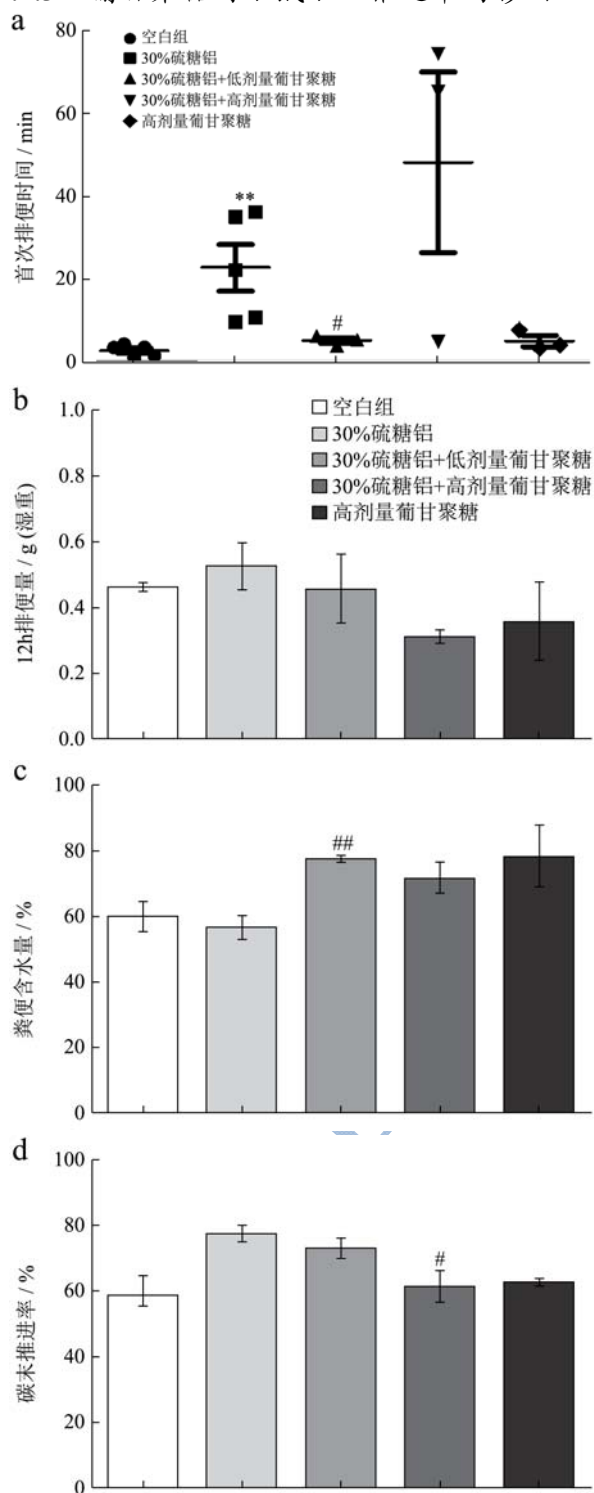 a
80
60
40
20
0
首次排便时间 / min
空白组
30%硫糖铝
30%硫糖铝+低剂量葡甘聚糖
30%硫糖铝+高剂量葡甘聚糖
高剂量葡甘聚糖
**
#
b
1.0
0.8
0.6
0.4
0.2
0.0
12h排便量 / g (湿重)
空白组
30%硫糖铝
30%硫糖铝+低剂量葡甘聚糖
30%硫糖铝+高剂量葡甘聚糖
高剂量葡甘聚糖
c
100
80
60
40
20
0
粪便含水量 / %
##
d
100
80
60
40
20
0
碳末推进率 / %
#